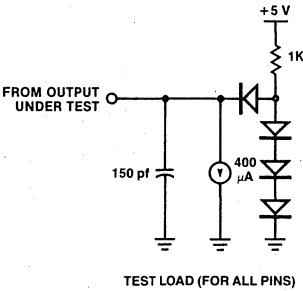 +5 V
1K
FROM OUTPUT
UNDER TEST
150 pf
400
μA
TEST LOAD (FOR ALL PINS)